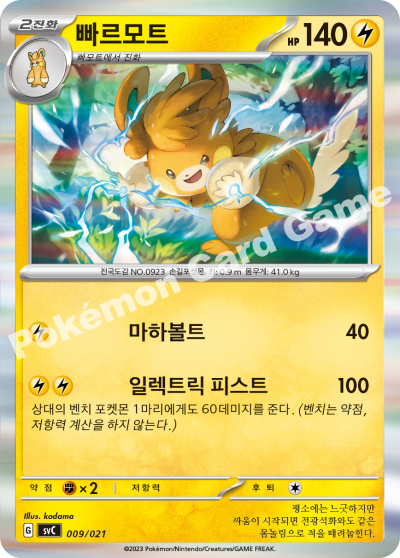 2진화
빠르모트
HP 140
빠모트에서 진화
전국도감 NO.0923 손길포켓몬 키: 0.9 m 몸무게: 41.0 kg
Pokémon Card Game
마하볼트 40
일렉트릭 피스트 100
상대의 벤치 포켓몬 1마리에게도 60데미지를 준다. (벤치는 약점,
저항력 계산을 하지 않는다.)
약점 ×2 저항력 후퇴
Illus. kodama
G svC 009/021
평소에는 느긋하지만
싸움이 시작되면 전광석화와도 같은
몸놀림으로 적을 때려눕힌다.
©2023 Pokémon/Nintendo/Creatures/GAME FREAK.